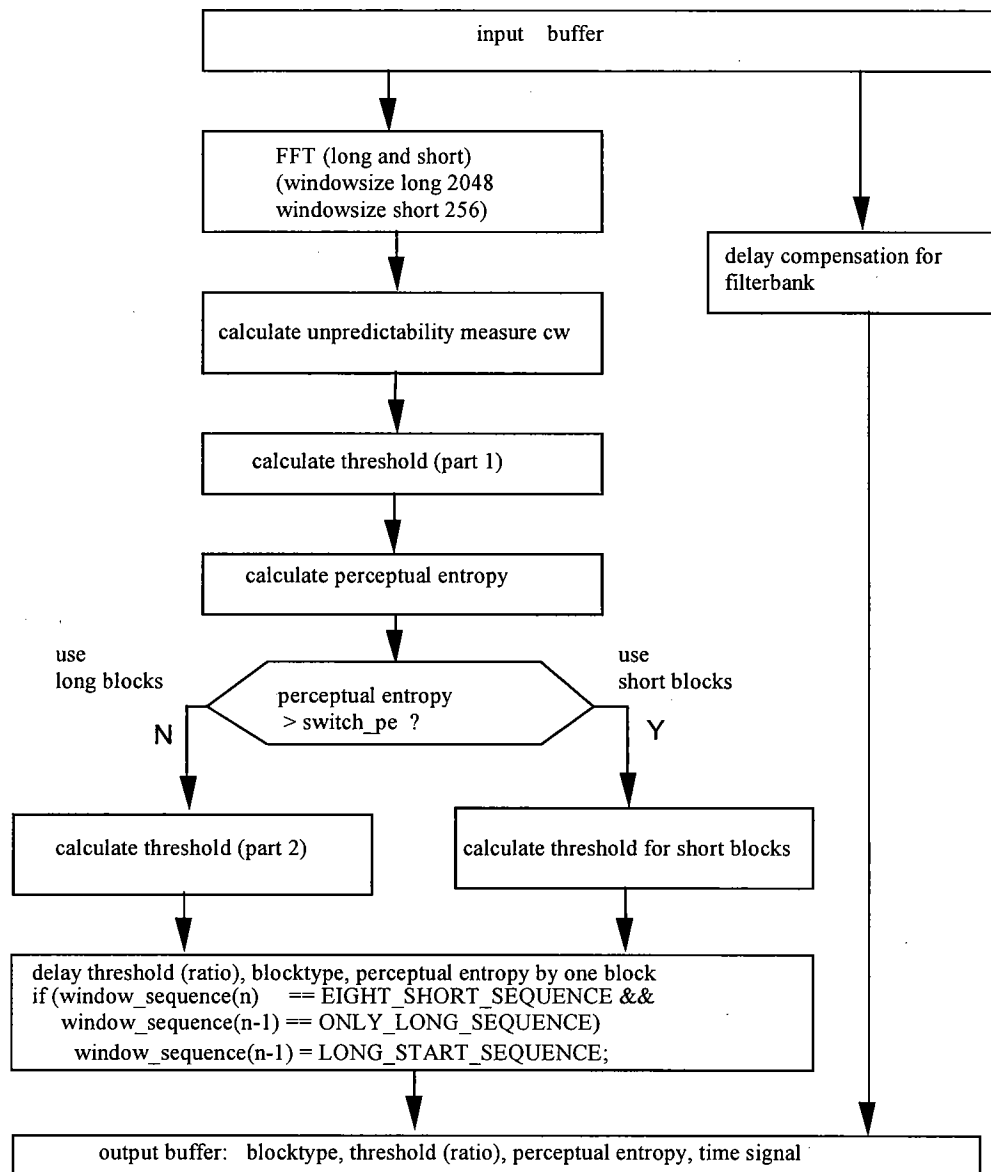 input buffer
FFT (long and short)
(windowsize long 2048
windowsize short 256)
delay compensation for
filterbank
calculate unpredictability measure cw
calculate threshold (part 1)
calculate perceptual entropy
use
long blocks
use
short blocks
perceptual entropy
> switch_pe ?
N
Y
calculate threshold (part 2)
calculate threshold for short blocks
delay threshold (ratio), blocktype, perceptual entropy by one block
if (window_sequence(n) == EIGHT_SHORT_SEQUENCE &&
window_sequence(n-1) == ONLY_LONG_SEQUENCE)
window_sequence(n-1) = LONG_START_SEQUENCE;
output buffer: blocktype, threshold (ratio), perceptual entropy, time signal